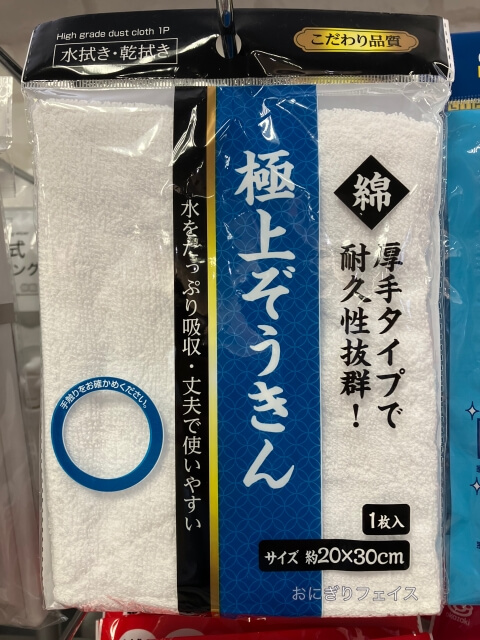 High grade dust cloth 1P
水拭き・乾拭き
こだわり品質
極上ぞうきん
綿
厚手タイプで
耐久性抜群！
水をたっぷり吸収・丈夫で使いやすい
手触りをお確かめください。
1枚入
サイズ 約20×30cm
おにぎりフェイス
式
ング